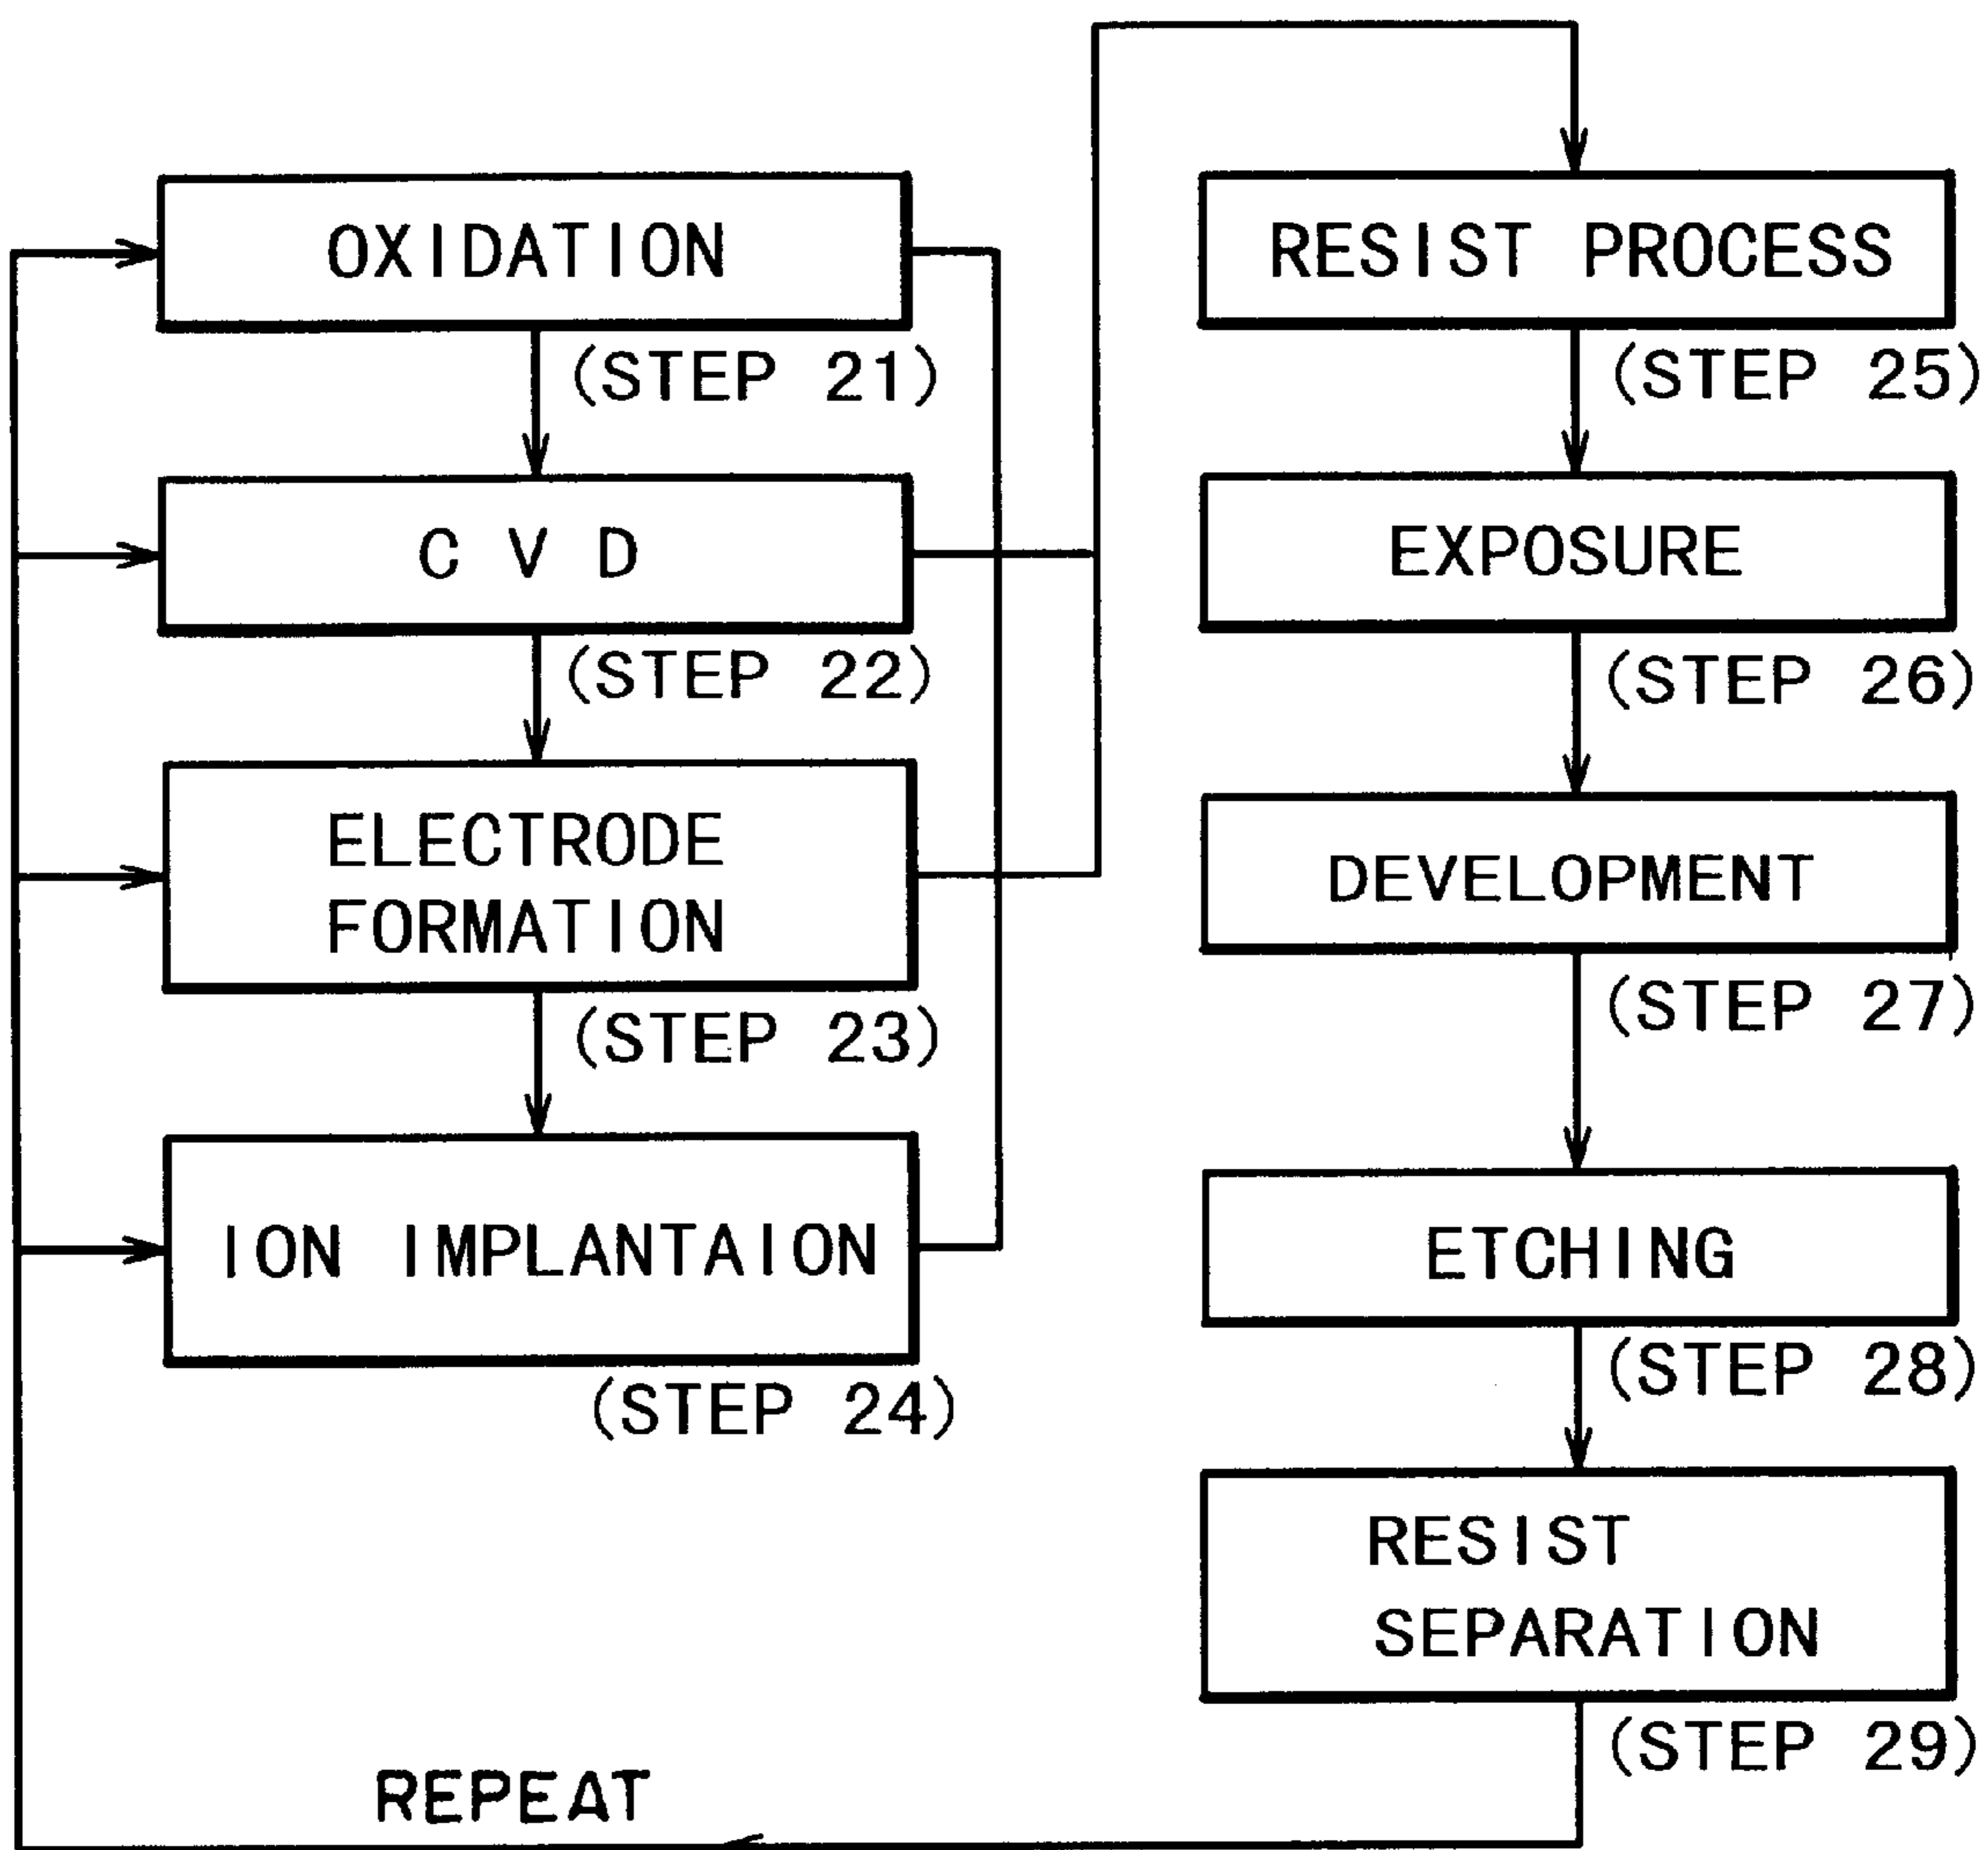 OXIDATION
(STEP 21)
C V D
(STEP 22)
ELECTRODE
FORMATION
(STEP 23)
ION IMPLANTAION
(STEP 24)
RESIST PROCESS
(STEP 25)
EXPOSURE
(STEP 26)
DEVELOPMENT
(STEP 27)
ETCHING
(STEP 28)
RESIST
SEPARATION
(STEP 29)
REPEAT